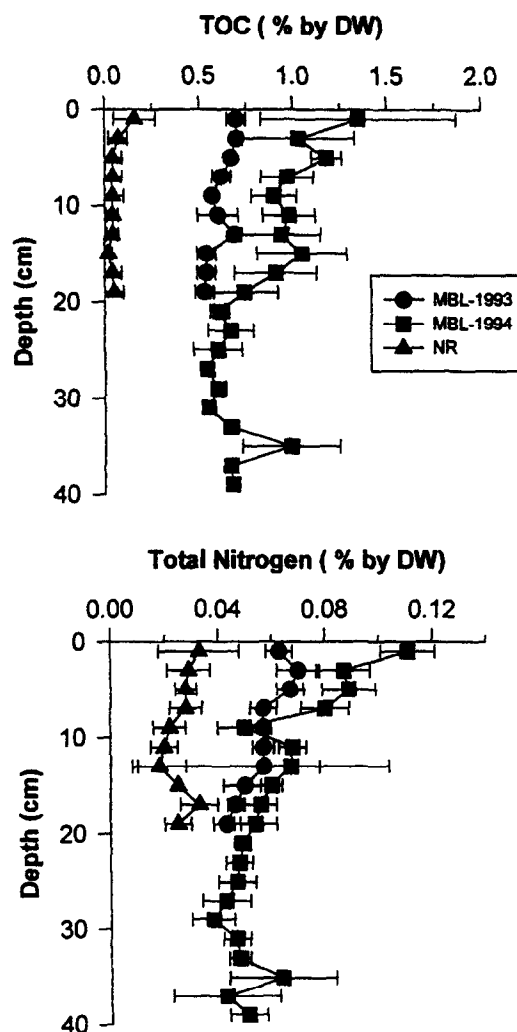 TOC ( % by DW)
0.0 0.5 1.0 1.5 2.0
0
10
20
30
40
Depth (cm)
MBL-1993
MBL-1994
NR
Total Nitrogen ( % by DW)
0.00 0.04 0.08 0.12
0
10
20
30
40
Depth (cm)